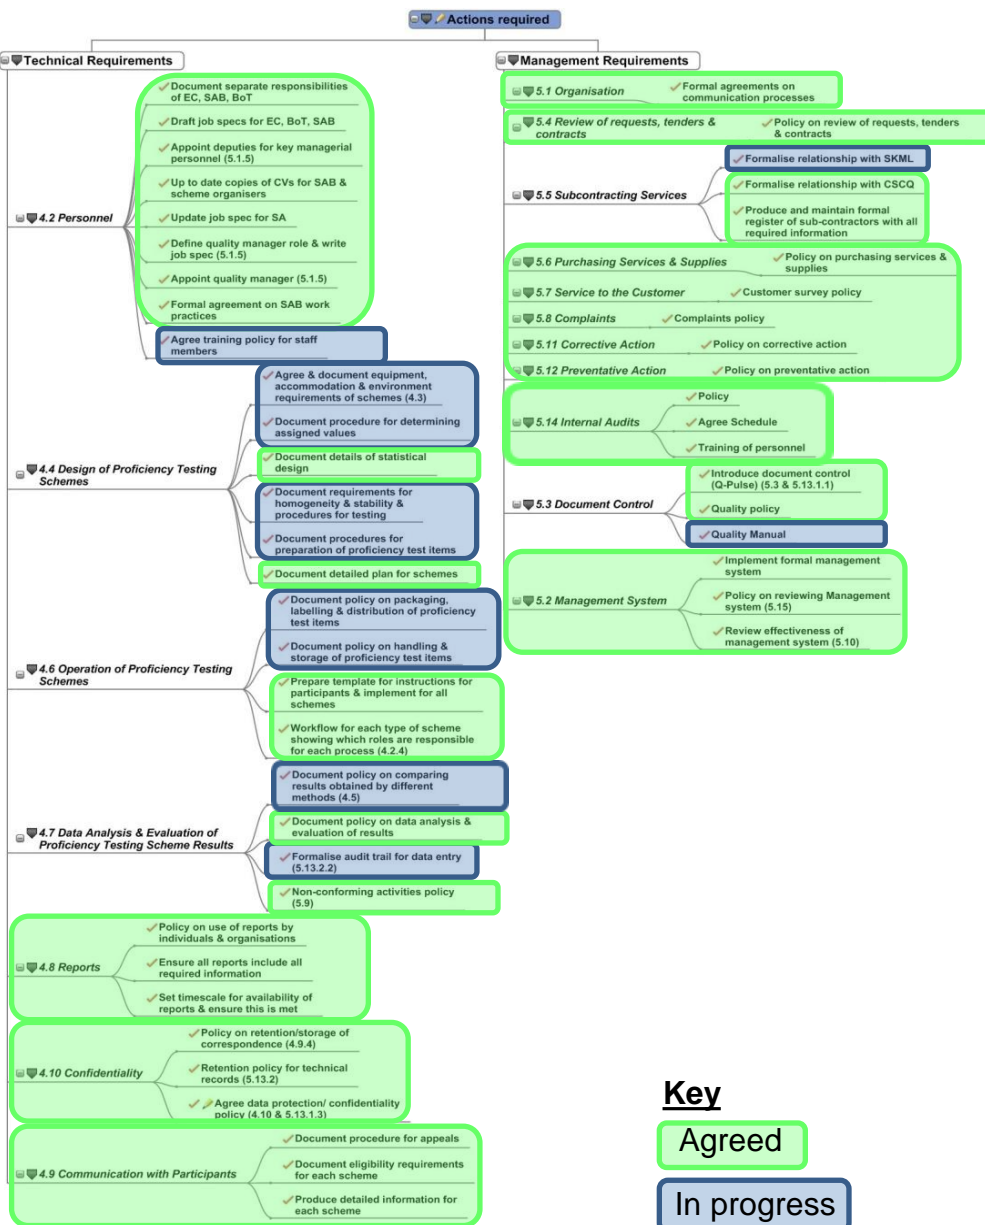 Actions required
Technical Requirements
4.2 Personnel
Document separate responsibilities
of EC, SAB, BoT
Draft job specs for EC, BoT, SAB
Appoint deputies for key managerial
personnel (5.1.5)
Up to date copies of CVs for SAB &
scheme organisers
Update job spec for SA
Define quality manager role & write
job spec (5.1.5)
Appoint quality manager (5.1.5)
Formal agreement on SAB work
practices
Agree training policy for staff
members
4.4 Design of Proficiency Testing
Schemes
Agree & document equipment,
accommodation & environment
requirements of schemes (4.3)
Document procedure for determining
assigned values
Document details of statistical
design
Document requirements for
homogeneity & stability &
procedures for testing
Document procedures for
preparation of proficiency test items
Document detailed plan for schemes
4.6 Operation of Proficiency Testing
Schemes
Document policy on packaging,
labelling & distribution of proficiency
test items
Document policy on handling &
storage of proficiency test items
Prepare template for instructions for
participants & implement for all
schemes
Workflow for each type of scheme
showing which roles are responsible
for each process (4.2.4)
4.7 Data Analysis & Evaluation of
Proficiency Testing Scheme Results
Document policy on comparing
results obtained by different
methods (4.5)
Document policy on data analysis &
evaluation of results
Formalise audit trail for data entry
(5.13.2.2)
Non-conforming activities policy
(5.9)
4.8 Reports
Policy on use of reports by
individuals & organisations
Ensure all reports include all
required information
Set timescale for availability of
reports & ensure this is met
4.10 Confidentiality
Policy on retention/storage of
correspondence (4.9.4)
Retention policy for technical
records (5.13.2)
Agree data protection/ confidentiality
policy (4.10 & 5.13.1.3)
4.9 Communication with Participants
Document procedure for appeals
Document eligibility requirements
for each scheme
Produce detailed information for
each scheme
Management Requirements
5.1 Organisation
Formal agreements on
communication processes
5.4 Review of requests, tenders &
contracts
Policy on review of requests, tenders
& contracts
5.5 Subcontracting Services
Formalise relationship with SKML
Formalise relationship with CSCQ
Produce and maintain formal
register of sub-contractors with all
required information
5.6 Purchasing Services & Supplies
Policy on purchasing services &
supplies
5.7 Service to the Customer
Customer survey policy
5.8 Complaints
Complaints policy
5.11 Corrective Action
Policy on corrective action
5.12 Preventative Action
Policy on preventative action
5.14 Internal Audits
Policy
Agree Schedule
Training of personnel
5.3 Document Control
Introduce document control
(Q-Pulse) (5.3 & 5.13.1.1)
Quality policy
Quality Manual
5.2 Management System
Implement formal management
system
Policy on reviewing Management
system (5.15)
Review effectiveness of
management system (5.10)
Key
Agreed
In progress